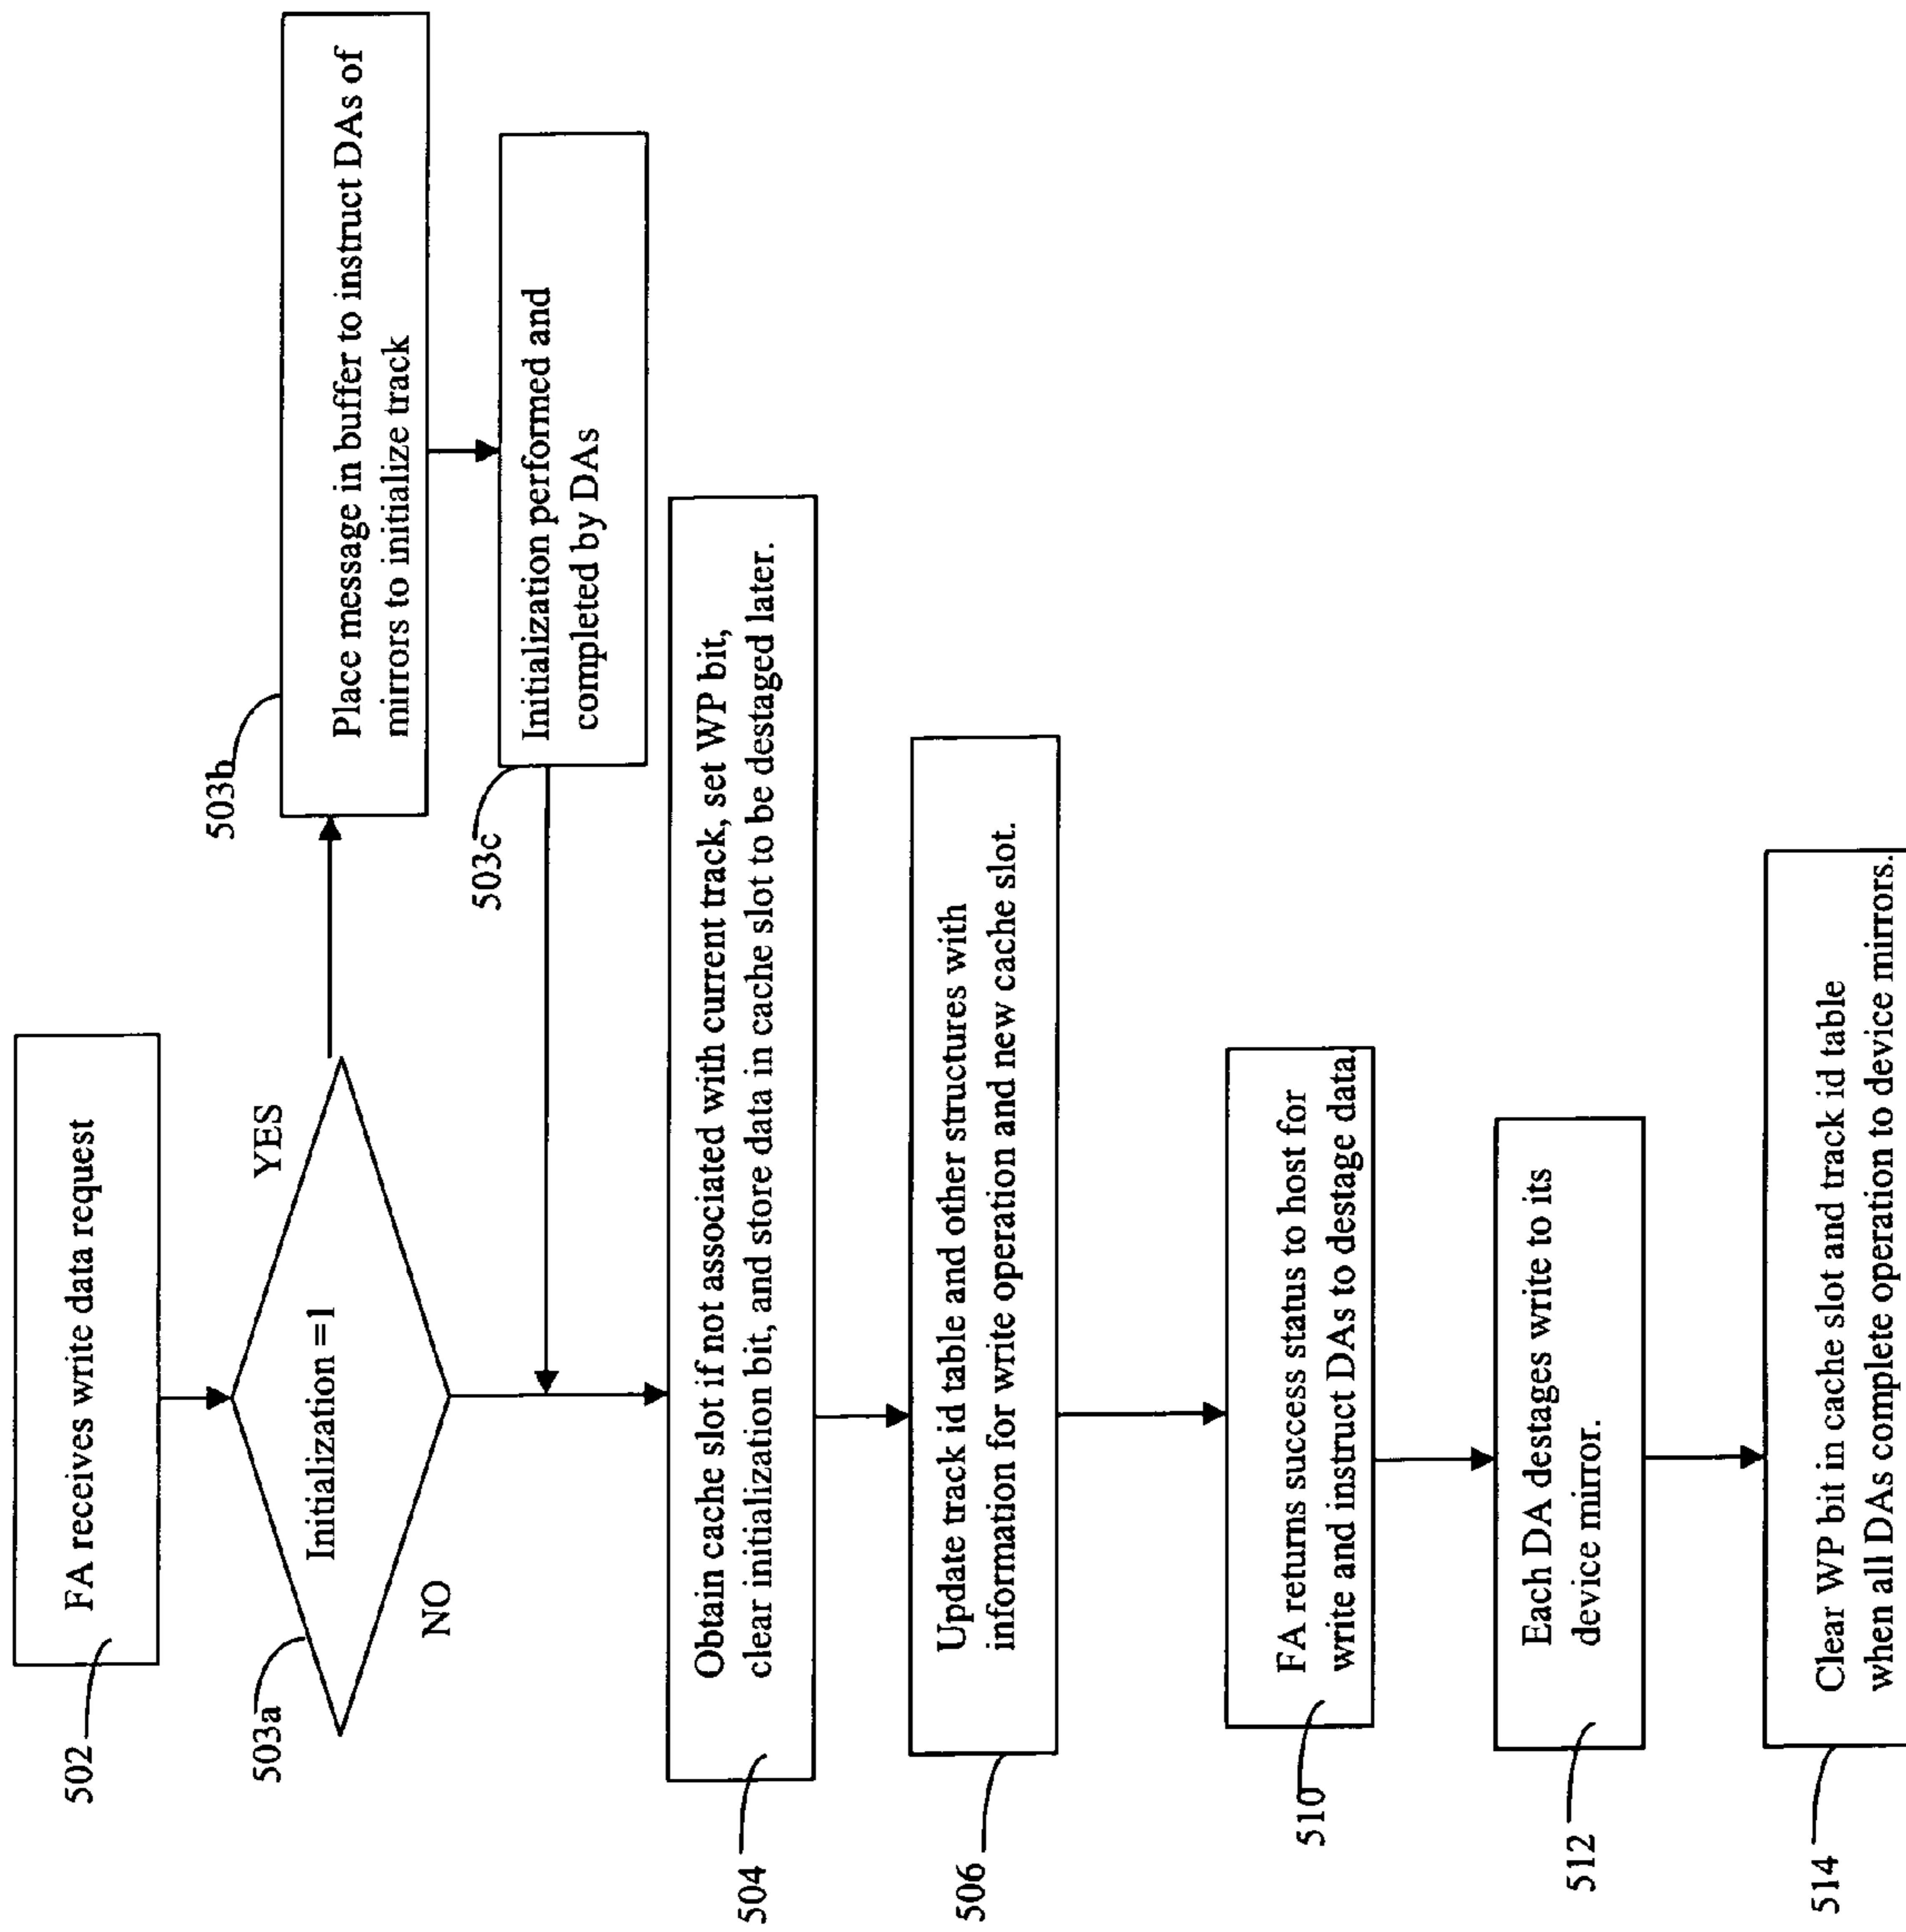 502
FA receives write data request
503a
Initialization =1
YES
NO
503b
Place message in buffer to instruct DAs of
mirrors to initialize track
503c
Initialization performed and
completed by DAs
504
Obtain cache slot if not associated with current track, set WP bit,
clear initialization bit, and store data in cache slot to be destaged later.
506
Update track id table and other structures with
information for write operation and new cache slot.
510
FA returns success status to host for
write and instruct DAs to destage data.
512
Each DA destages write to its
device mirror.
514
Clear WP bit in cache slot and track id table
when all DAs complete operation to device mirrors.